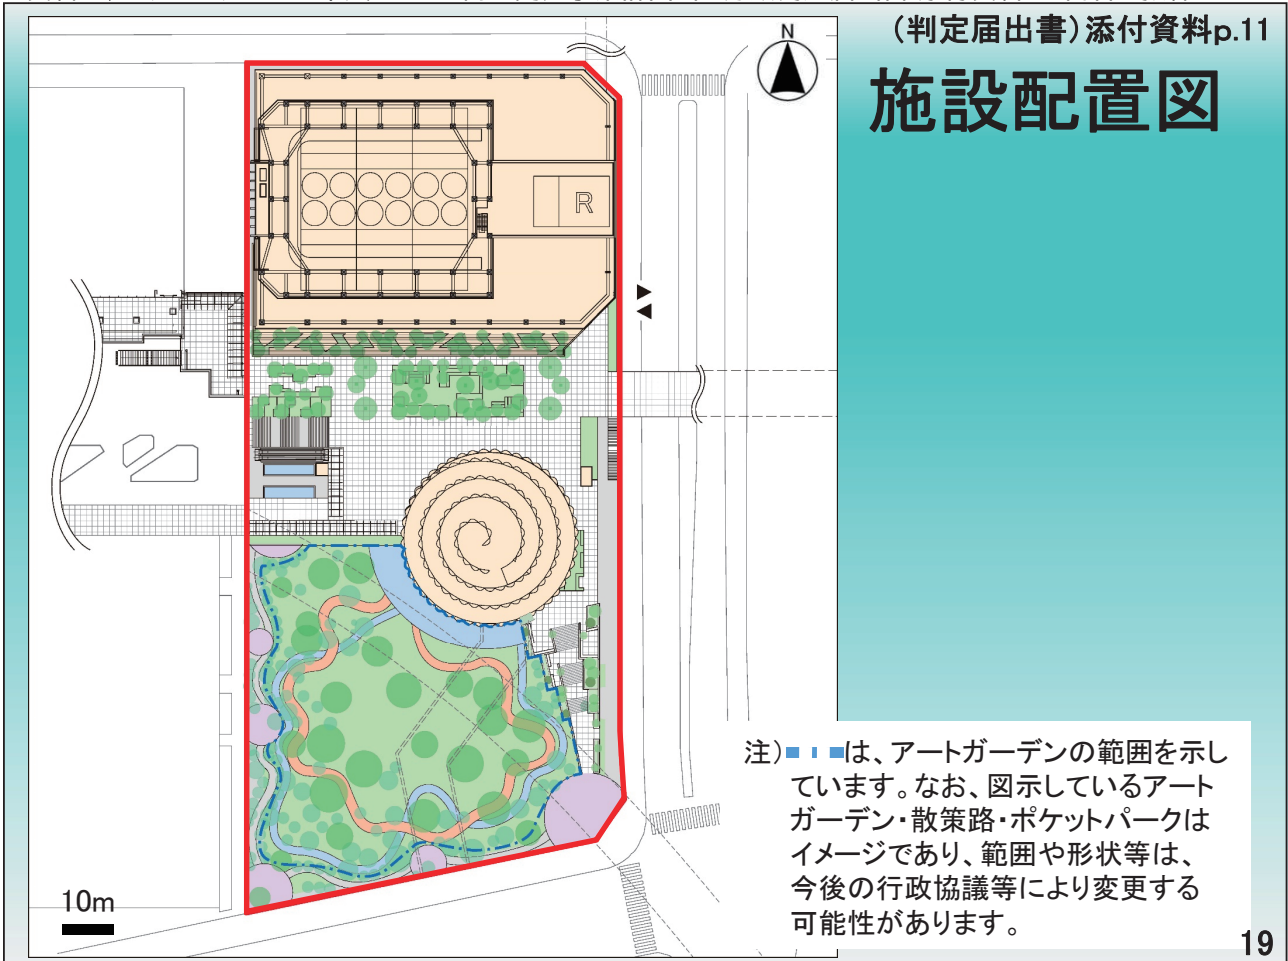 (判定届出書)添付資料p.11
施設配置図
N
R
10m
注) は、アートガーデンの範囲を示し
ています。なお、図示しているアート
ガーデン・散策路・ポケットパークは
イメージであり、範囲や形状等は、
今後の行政協議等により変更する
可能性があります。
19